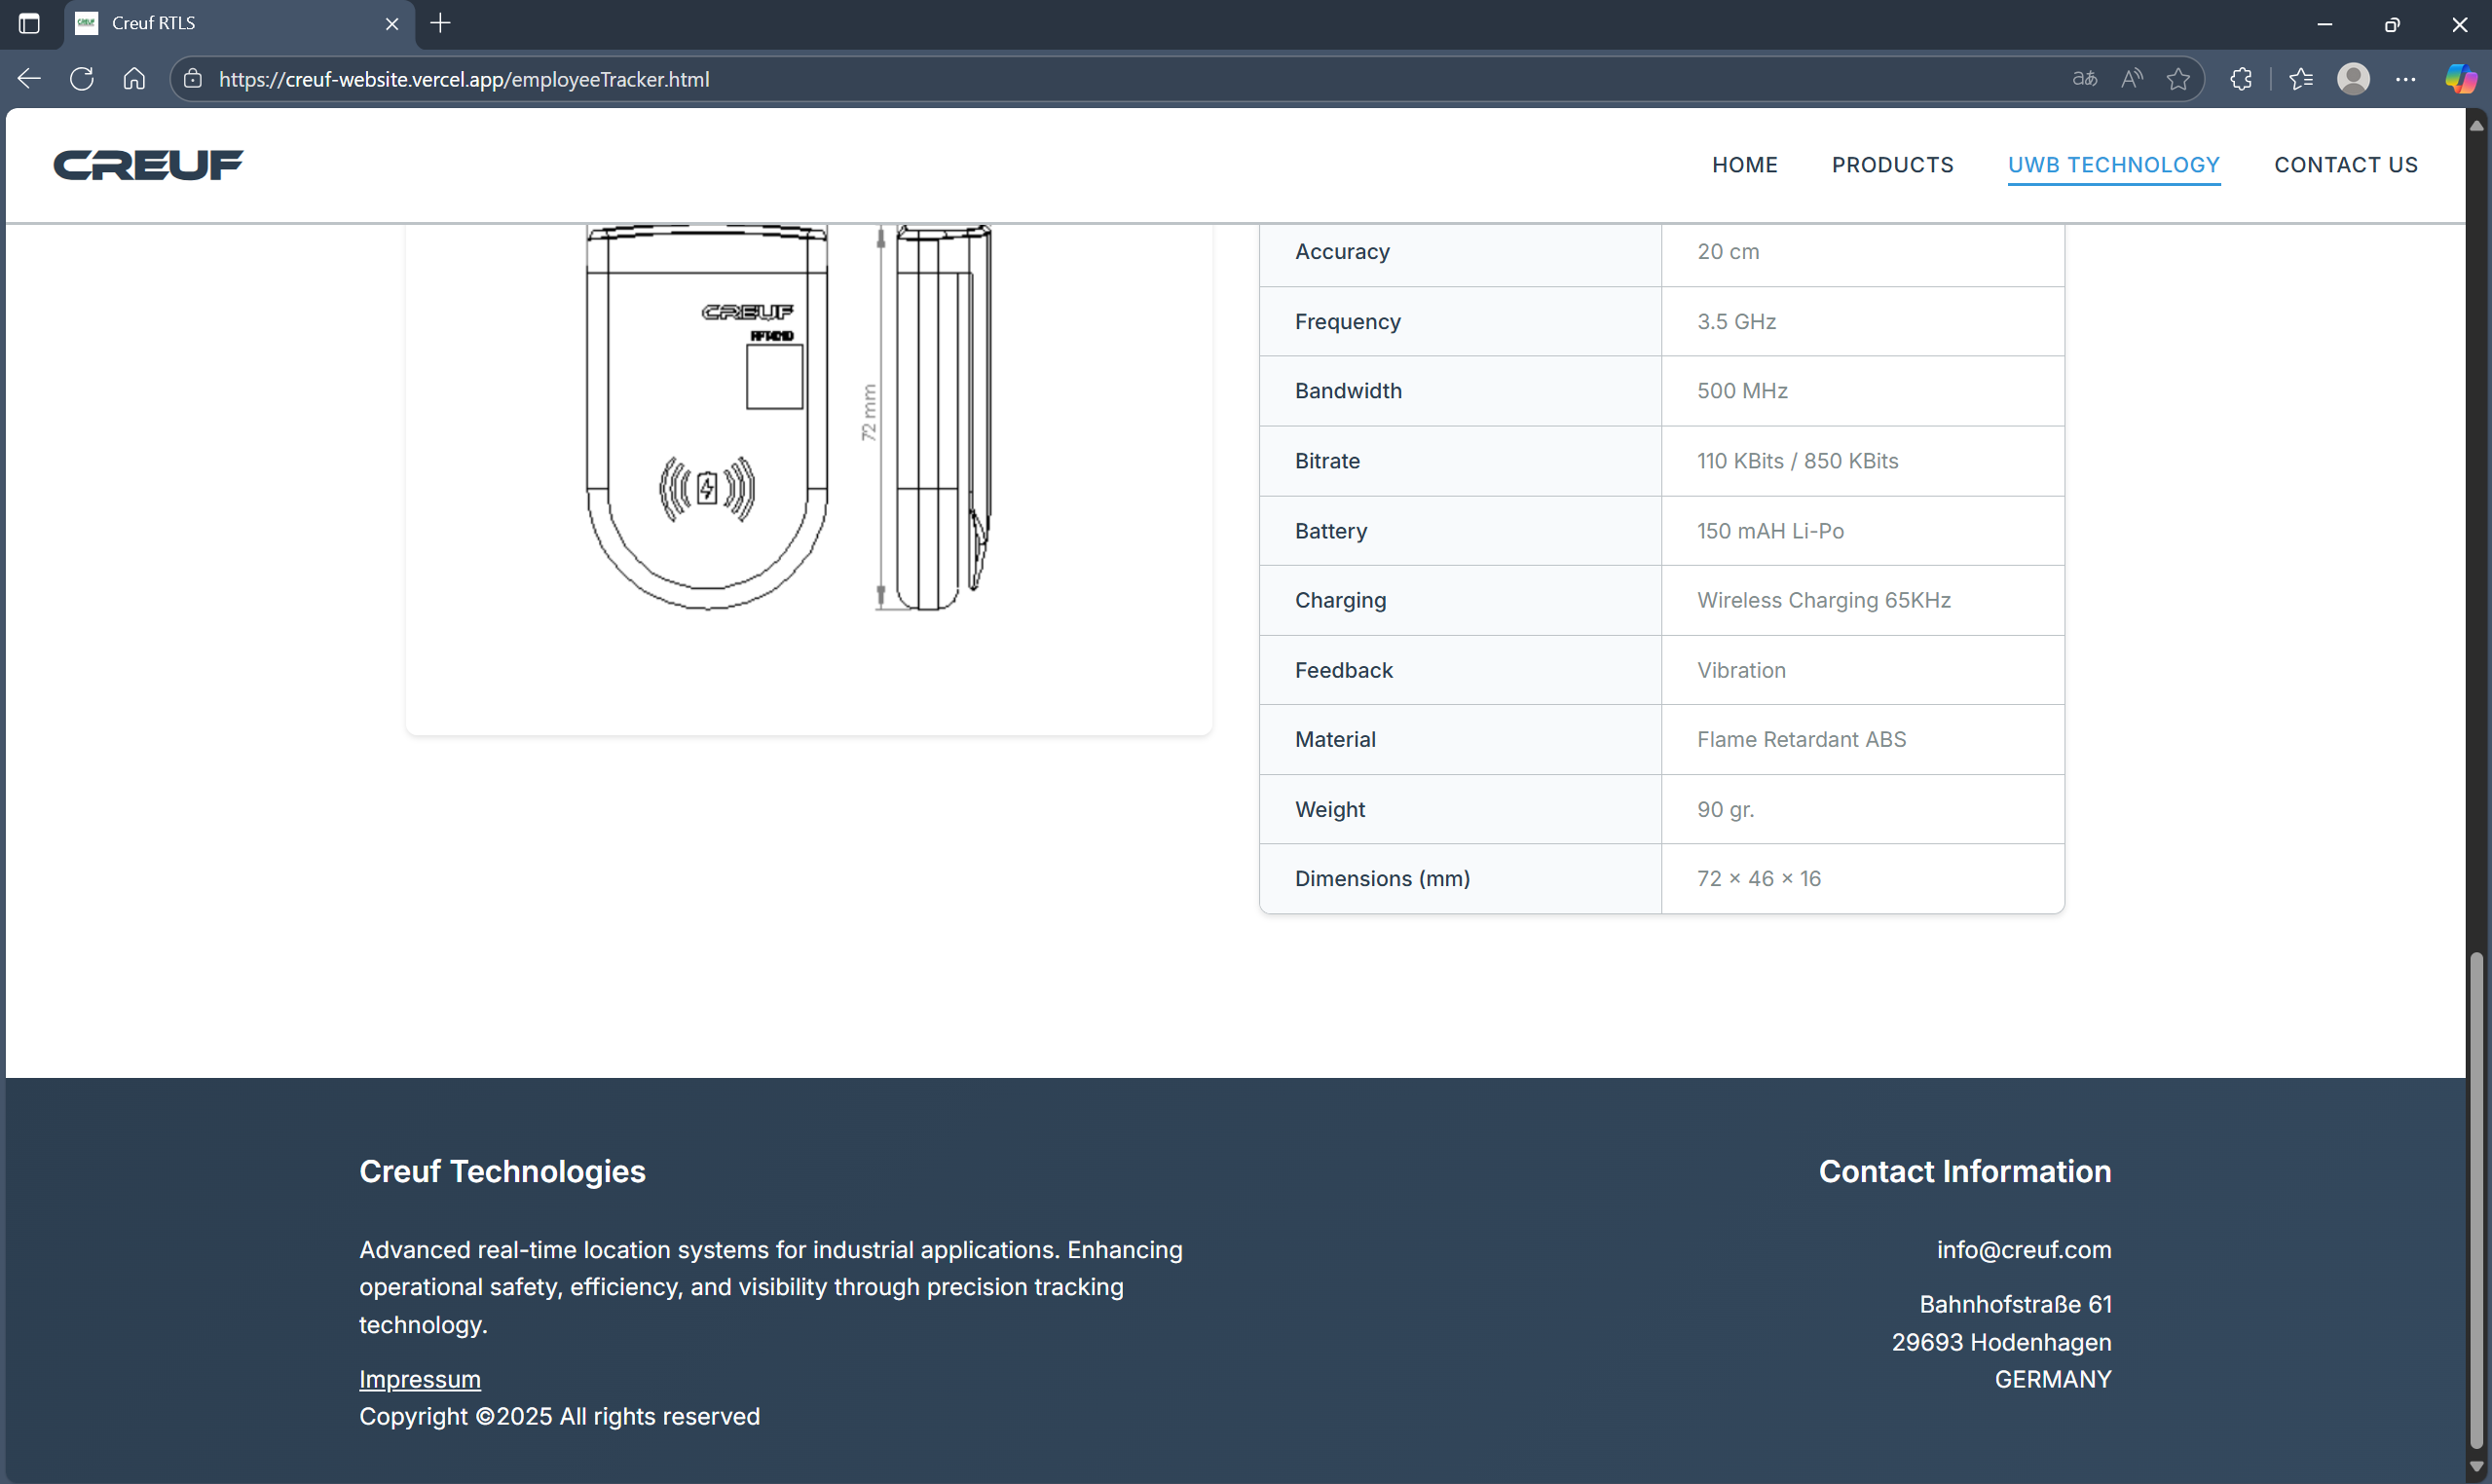 Creuf RTLS
https://creuf-website.vercel.app/employeeTracker.html
CREUF
HOME
PRODUCTS
UWB TECHNOLOGY
CONTACT US
CREUF
72 mm
Accuracy 20 cm
Frequency 3.5 GHz
Bandwidth 500 MHz
Bitrate 110 KBits / 850 KBits
Battery 150 mAH Li-Po
Charging Wireless Charging 65KHz
Feedback Vibration
Material Flame Retardant ABS
Weight 90 gr.
Dimensions (mm) 72 × 46 × 16
Creuf Technologies
Advanced real-time location systems for industrial applications. Enhancing
operational safety, efficiency, and visibility through precision tracking
technology.
Impressum
Copyright ©2025 All rights reserved
Contact Information
info@creuf.com
Bahnhofstraße 61
29693 Hodenhagen
GERMANY